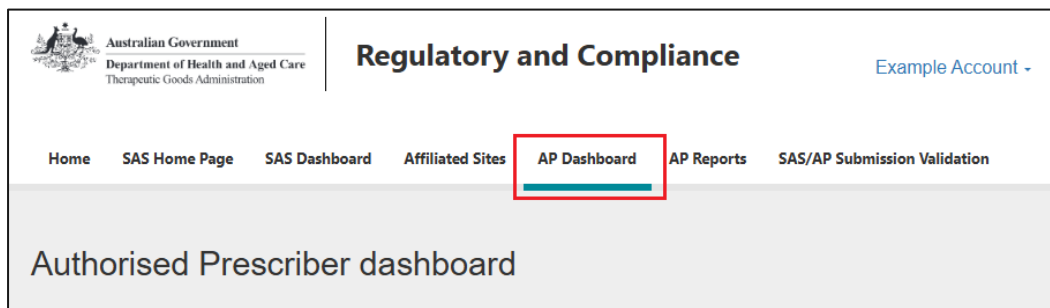 Australian Government
Department of Health and Aged Care
Therapeutic Goods Administration
Regulatory and Compliance
Example Account
Home SAS Home Page SAS Dashboard Affiliated Sites AP Dashboard AP Reports SAS/AP Submission Validation
Authorised Prescriber dashboard